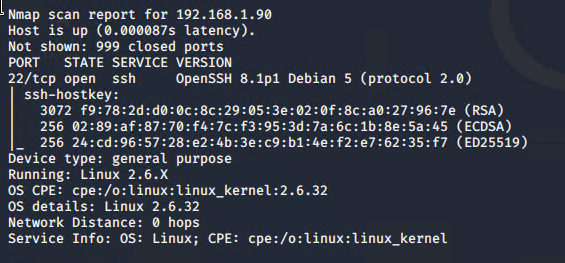 Nmap scan report for 192.168.1.90
Host is up (0.000087s latency).
Not shown: 999 closed ports
PORT   STATE SERVICE VERSION
22/tcp open  ssh     OpenSSH 8.1p1 Debian 5 (protocol 2.0)
| ssh-hostkey:
|   3072 f9:78:2d:d0:0c:8c:29:05:3e:02:0f:8c:a0:27:96:7e (RSA)
|   256 02:89:af:87:70:f4:7c:f3:95:3d:7a:6c:1b:8e:5a:45 (ECDSA)
|_  256 24:cd:96:57:28:e2:4b:3e:c9:b1:4e:f2:e7:62:35:f7 (ED25519)
Device type: general purpose
Running: Linux 2.6.X
OS CPE: cpe:/o:linux:linux_kernel:2.6.32
OS details: Linux 2.6.32
Network Distance: 0 hops
Service Info: OS: Linux; CPE: cpe:/o:linux:linux_kernel